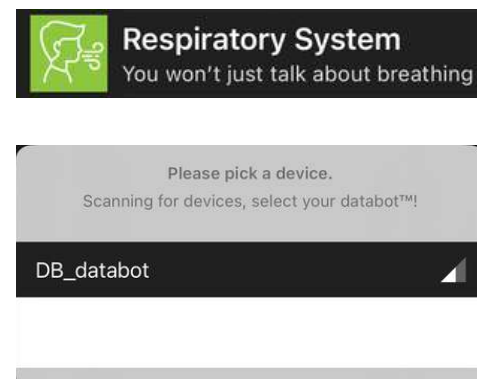 Respiratory System
You won't just talk about breathing
Please pick a device.
Scanning for devices, select your databot™!
DB_databot